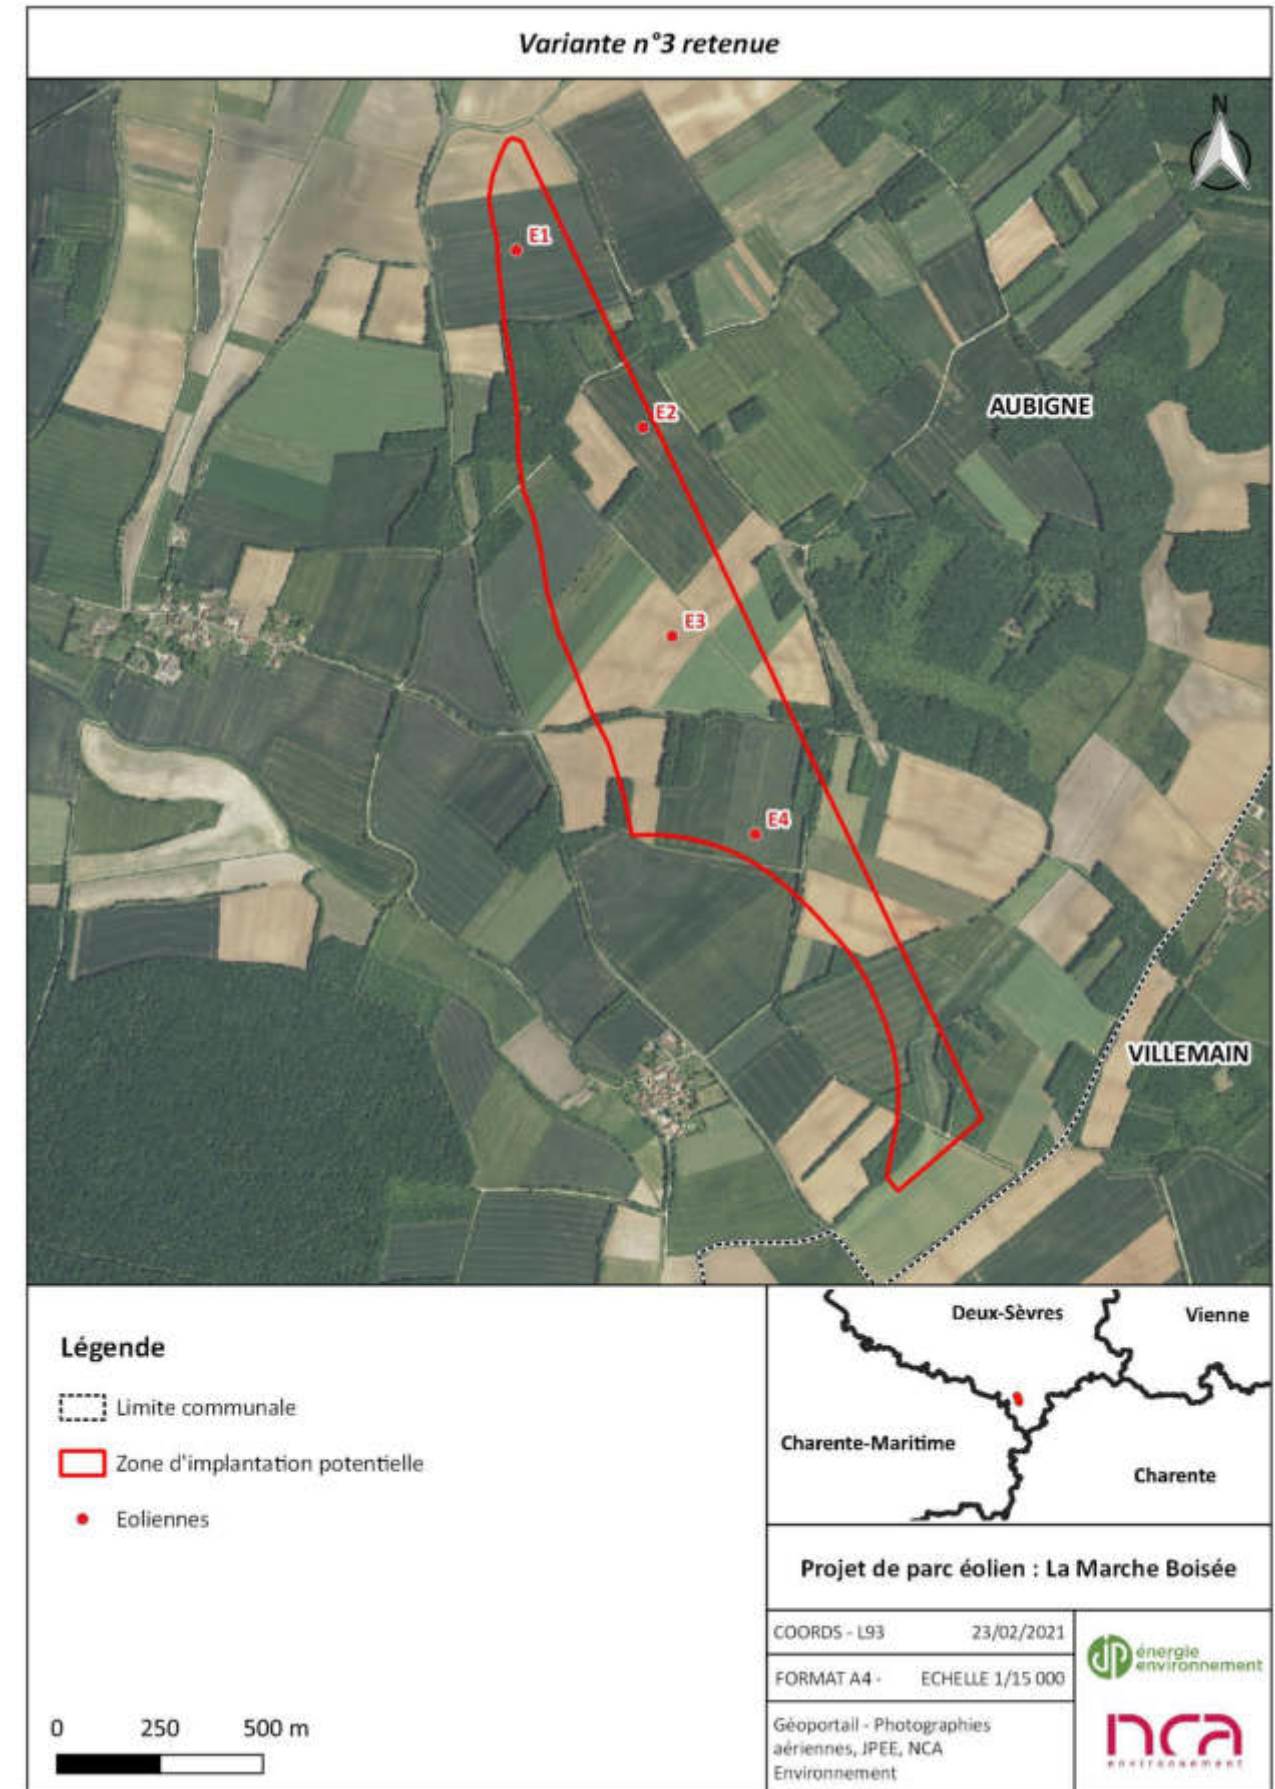 Variante n°3 retenue
N
E1
E2
AUBIGNE
E3
E4
VILLEMAIN
Légende
Limite communale
Zone d'implantation potentielle
Eoliennes
0 250 500 m
Deux-Sèvres
Vienne
Charente-Maritime
Charente
Projet de parc éolien : La Marche Boisée
COORDS - L93 23/02/2021
FORMAT A4 - ECHELLE 1/15 000
Géoportail - Photographies
aériennes, JPEE, NCA
Environnement
JP énergie
environnement
nca
environnement